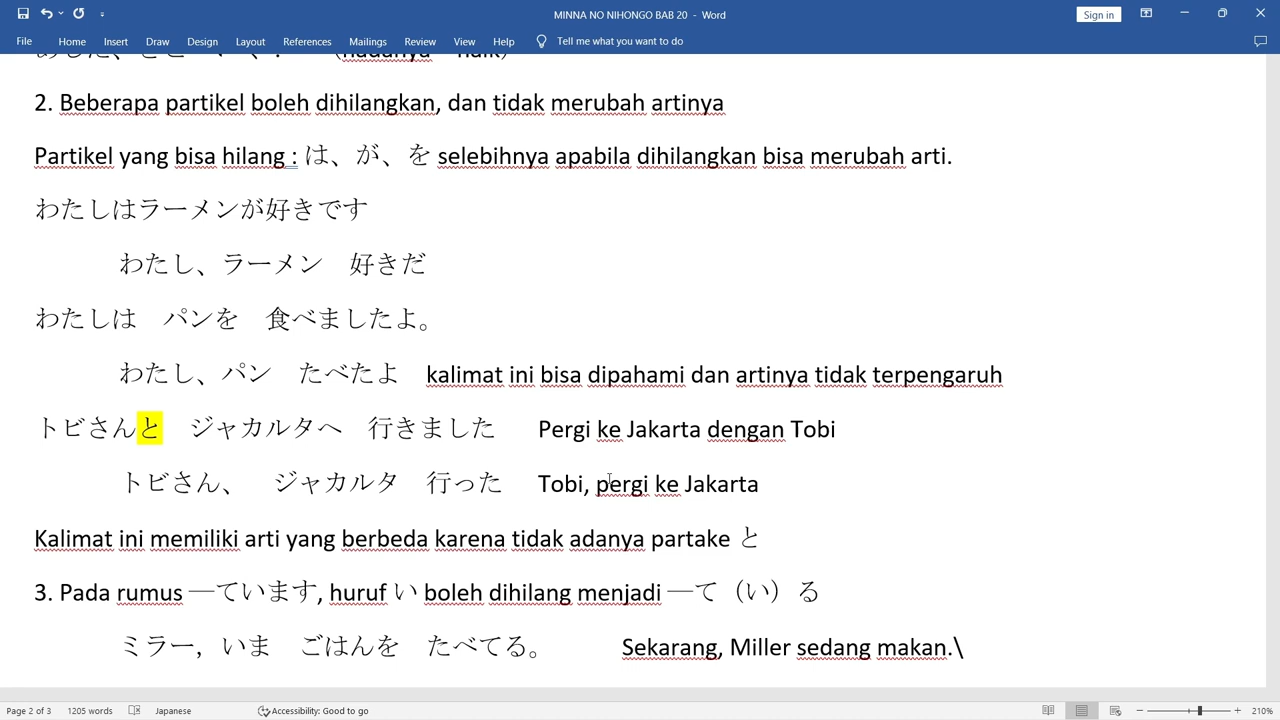 MINNA NO NIHONGO BAB 20 - Word
Sign in
File Home Insert Draw Design Layout References Mailings Review View Help Tell me what you want to do
2. Beberapa partikel boleh dihilangkan, dan tidak merubah artinya
Partikel yang bisa hilang : は、が、を selebihnya apabila dihilangkan bisa merubah arti.
わたしはラーメンが好きです
わたし、ラーメン　好きだ
わたしは　パンを　食べましたよ。
わたし、パン　たべたよ kalimat ini bisa dipahami dan artinya tidak terpengaruh
トビさんと　ジャカルタへ　行きました Pergi ke Jakarta dengan Tobi
トビさん、　ジャカルタ　行った Tobi, pergi ke Jakarta
Kalimat ini memiliki arti yang berbeda karena tidak adanya partake と
3. Pada rumus ―ています, huruf い boleh dihilang menjadi ―て（い）る
ミラー，いま　ごはんを　たべてる。 Sekarang, Miller sedang makan.\
Page 2 of 3 1205 words Japanese Accessibility: Good to go 210%